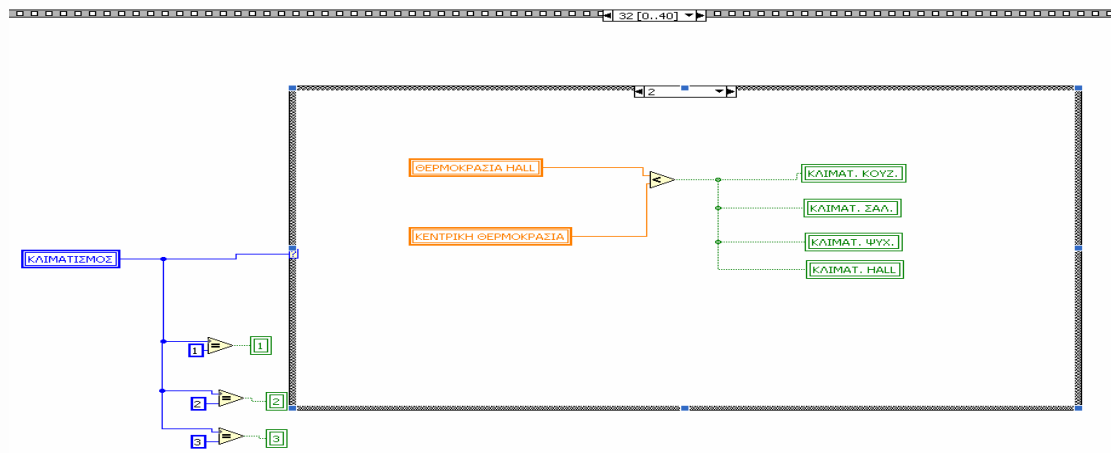 32 [0..40]
2
ΘΕΡΜΟΚΡΑΣΙΑ HALL
<
ΚΛΙΜΑΤ. ΚΟΥΖ.
ΚΛΙΜΑΤ. ΣΑΛ.
ΚΕΝΤΡΙΚΗ ΘΕΡΜΟΚΡΑΣΙΑ
ΚΛΙΜΑΤ. ΨΥΧ.
ΚΛΙΜΑΤΙΣΜΟΣ
?
ΚΛΙΜΑΤ. HALL
1
=
1
2
=
2
3
=
3